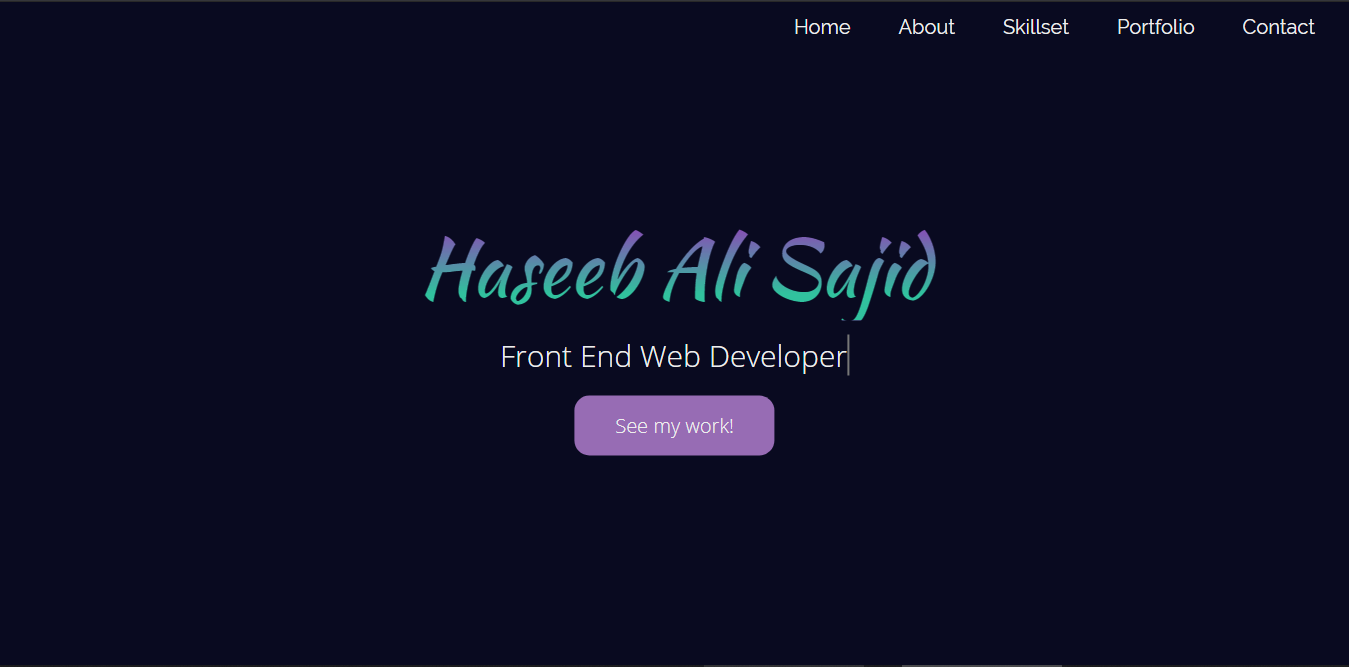 Home About Skillset Portfolio Contact
Haseeb Ali Sajid
Front End Web Developer
See my work!